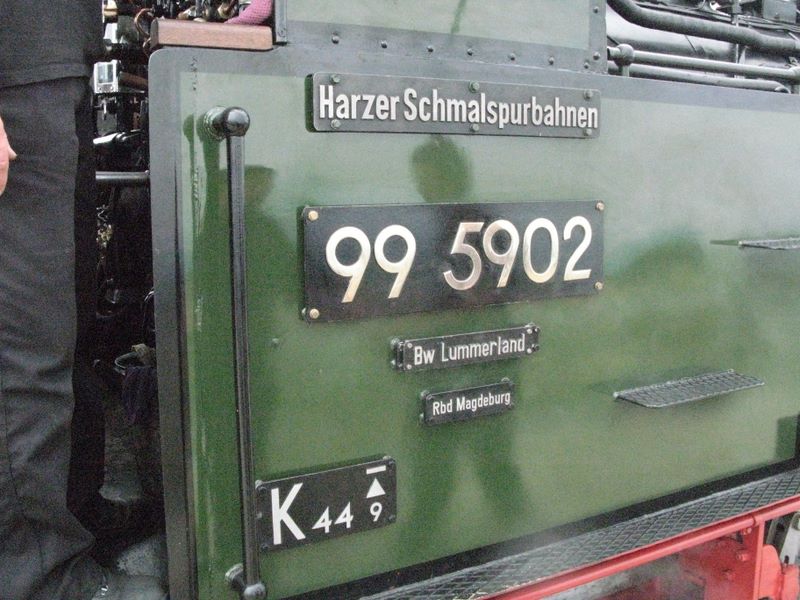 Harzer Schmalspurbahnen
99 5902
Bw Lummerland
Rbd Magdeburg
K 44 9